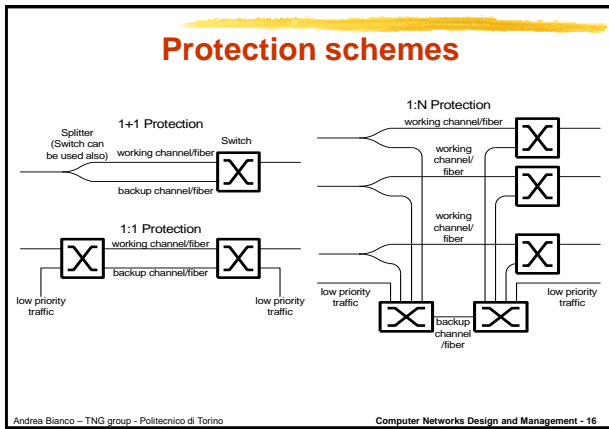 Protection schemes
1+1 Protection
Splitter
(Switch can
be used also)
working channel/fiber
Switch
backup channel/fiber
1:1 Protection
working channel/fiber
backup channel/fiber
low priority
traffic
low priority
traffic
1:N Protection
working channel/fiber
working
channel/
fiber
working
channel/
fiber
low priority
traffic
low priority
traffic
backup
channel
/fiber
Andrea Bianco – TNG group - Politecnico di Torino
Computer Networks Design and Management - 16